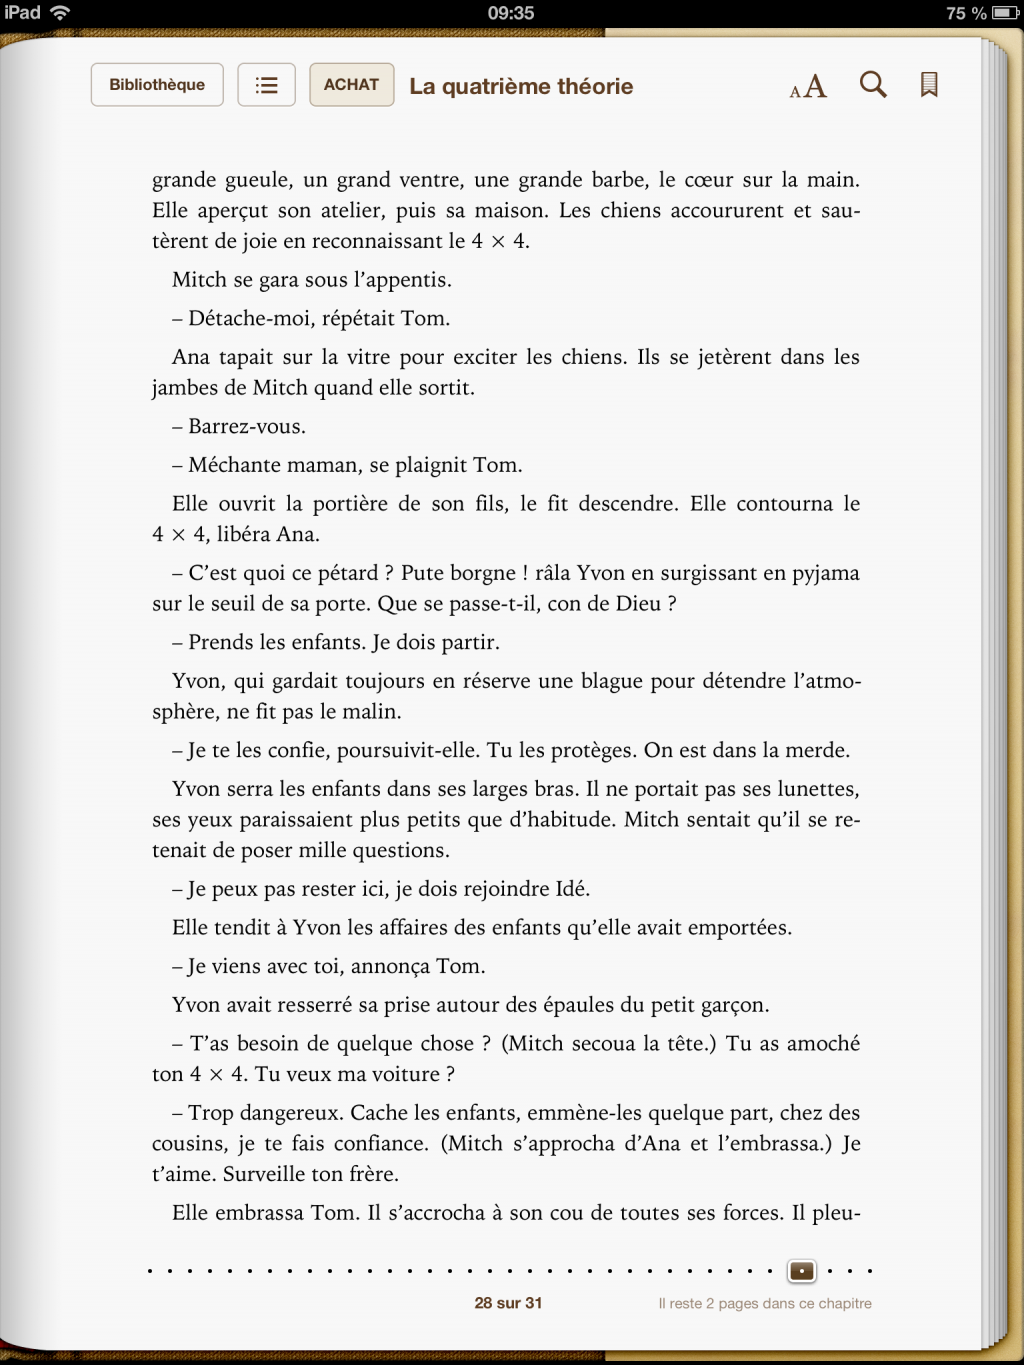 iPad 09:35 75 %
Bibliothèque ACHAT La quatrième théorie AA
grande gueule, un grand ventre, une grande barbe, le cœur sur la main.
Elle aperçut son atelier, puis sa maison. Les chiens accoururent et sau-
tèrent de joie en reconnaissant le 4 × 4.
Mitch se gara sous l’appentis.
– Détache-moi, répétait Tom.
Ana tapait sur la vitre pour exciter les chiens. Ils se jetèrent dans les
jambes de Mitch quand elle sortit.
– Barrez-vous.
– Méchante maman, se plaignit Tom.
Elle ouvrit la portière de son fils, le fit descendre. Elle contourna le
4 × 4, libéra Ana.
– C’est quoi ce pétard ? Pute borgne ! râla Yvon en surgissant en pyjama
sur le seuil de sa porte. Que se passe-t-il, con de Dieu ?
– Prends les enfants. Je dois partir.
Yvon, qui gardait toujours en réserve une blague pour détendre l’atmo-
sphère, ne fit pas le malin.
– Je te les confie, poursuivit-elle. Tu les protèges. On est dans la merde.
Yvon serra les enfants dans ses larges bras. Il ne portait pas ses lunettes,
ses yeux paraissaient plus petits que d’habitude. Mitch sentait qu’il se re-
tenait de poser mille questions.
– Je peux pas rester ici, je dois rejoindre Idé.
Elle tendit à Yvon les affaires des enfants qu’elle avait emportées.
– Je viens avec toi, annonça Tom.
Yvon avait resserré sa prise autour des épaules du petit garçon.
– T’as besoin de quelque chose ? (Mitch secoua la tête.) Tu as amoché
ton 4 × 4. Tu veux ma voiture ?
– Trop dangereux. Cache les enfants, emmène-les quelque part, chez des
cousins, je te fais confiance. (Mitch s’approcha d’Ana et l’embrassa.) Je
t’aime. Surveille ton frère.
Elle embrassa Tom. Il s’accrocha à son cou de toutes ses forces. Il pleu-
28 sur 31 Il reste 2 pages dans ce chapitre